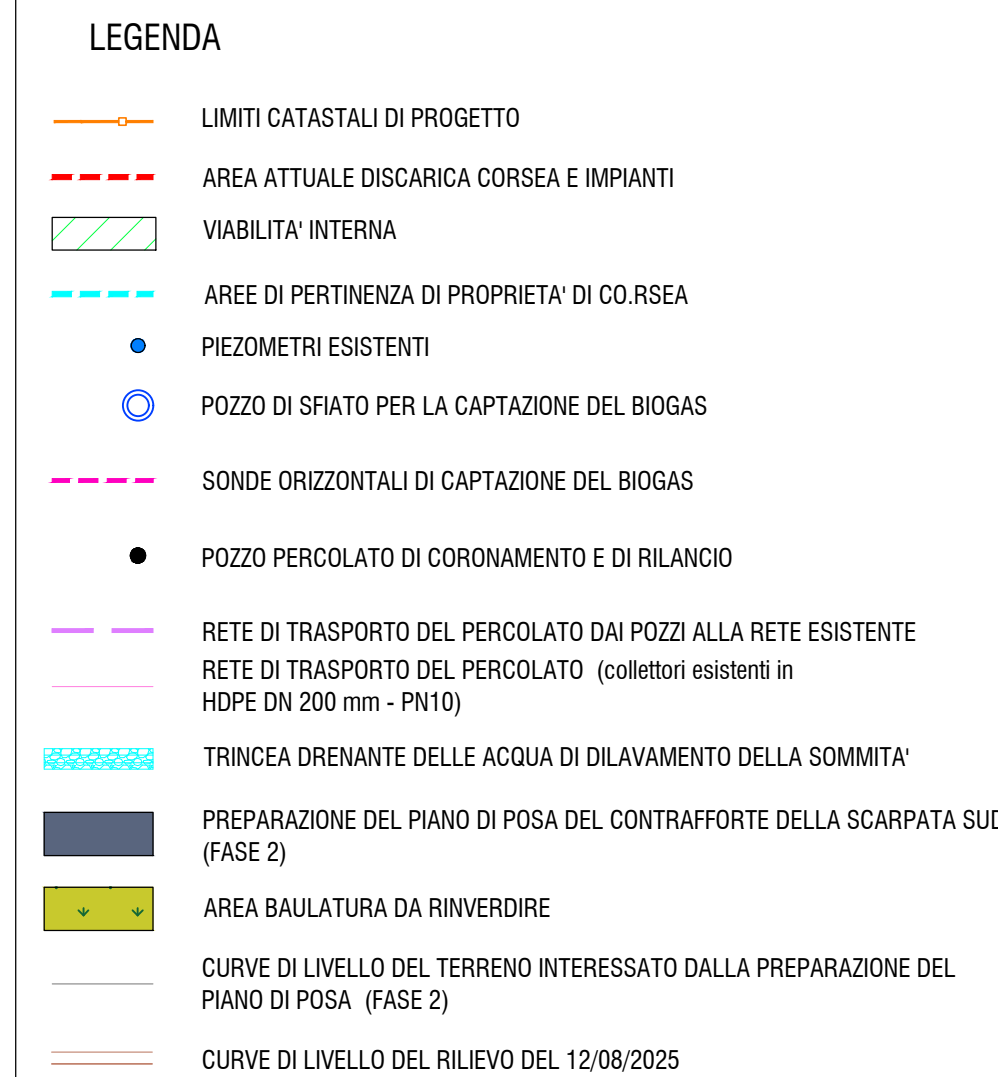 LEGENDA
LIMITI CATASTALI DI PROGETTO
AREA ATTUALE DISCARICA CORSEA E IMPIANTI
VIABILITA' INTERNA
AREE DI PERTINENZA DI PROPRIETA' DI CO.RSEA
PIEZOMETRI ESISTENTI
POZZO DI SFIATO PER LA CAPTAZIONE DEL BIOGAS
SONDE ORIZZONTALI DI CAPTAZIONE DEL BIOGAS
POZZO PERCOLATO DI CORONAMENTO E DI RILANCIO
RETE DI TRASPORTO DEL PERCOLATO DAI POZZI ALLA RETE ESISTENTE
RETE DI TRASPORTO DEL PERCOLATO (collettori esistenti in
HDPE DN 200 mm - PN10)
TRINCEA DRENANTE DELLE ACQUA DI DILAVAMENTO DELLA SOMMITA'
PREPARAZIONE DEL PIANO DI POSA DEL CONTRAFFORTE DELLA SCARPATA SUD
(FASE 2)
AREA BAULATURA DA RINVERDIRE
CURVE DI LIVELLO DEL TERRENO INTERESSATO DALLA PREPARAZIONE DEL
PIANO DI POSA (FASE 2)
CURVE DI LIVELLO DEL RILIEVO DEL 12/08/2025